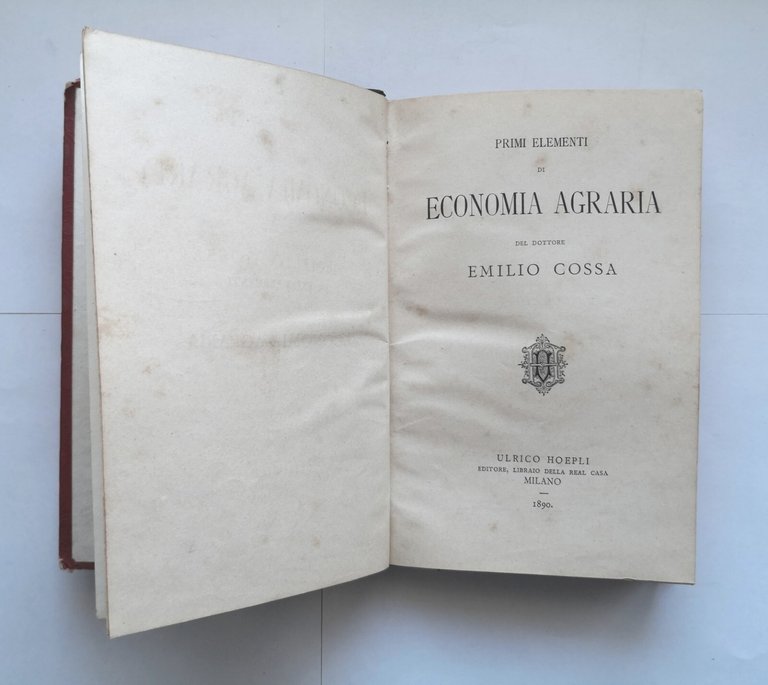 PRIMI ELEMENTI
DI
ECONOMIA AGRARIA
DEL DOTTORE
EMILIO COSSA
ULRICO HOEPLI
EDITORE, LIBRAIO DELLA REAL CASA
MILANO
1890.